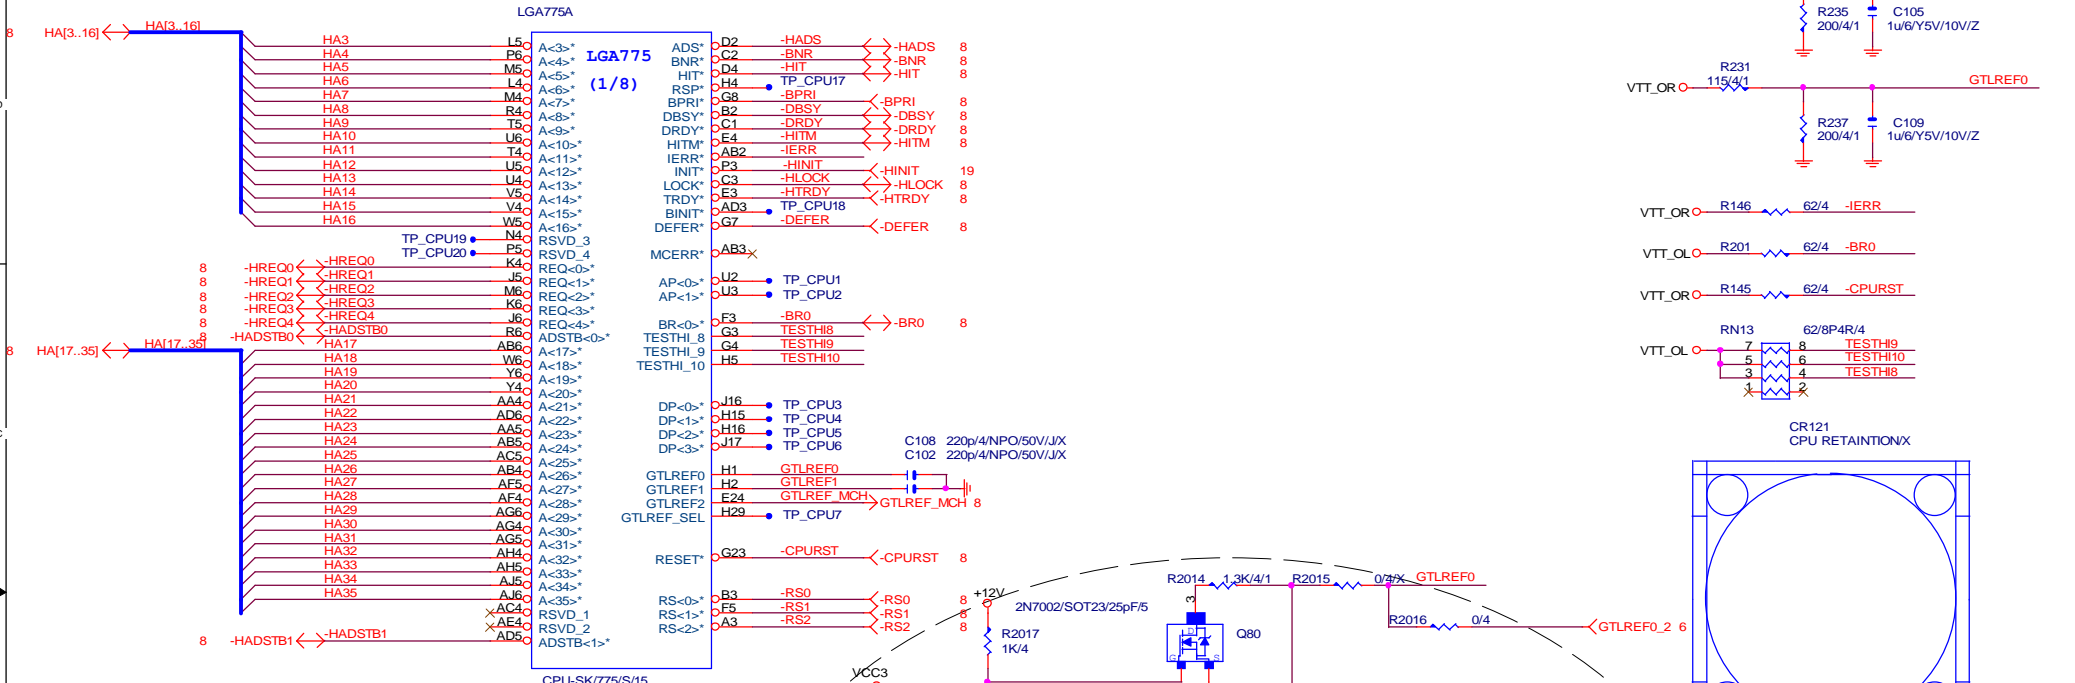 LGA775A
LGA775
(1/8)
8 HA[3..16] HA[3..16]
HA3 L5 A<3>*
HA4 P6 A<4>*
HA5 M5 A<5>*
HA6 L4 A<6>*
HA7 M4 A<7>*
HA8 R4 A<8>*
HA9 T5 A<9>*
HA10 U6 A<10>*
HA11 T4 A<11>*
HA12 U5 A<12>*
HA13 U4 A<13>*
HA14 V5 A<14>*
HA15 V4 A<15>*
HA16 W5 A<16>*
TP_CPU19 N4 RSVD_3
TP_CPU20 P5 RSVD_4
8 -HREQ0 -HREQ0 K4 REQ<0>*
8 -HREQ1 -HREQ1 J5 REQ<1>*
8 -HREQ2 -HREQ2 M6 REQ<2>*
8 -HREQ3 -HREQ3 K6 REQ<3>*
8 -HREQ4 -HREQ4 J6 REQ<4>*
8 -HADSTB0 -HADSTB0 R6 ADSTB<0>*
8 HA[17..35] HA[17..35]
HA17 AB6 A<17>*
HA18 W6 A<18>*
HA19 Y6 A<19>*
HA20 Y4 A<20>*
HA21 AA4 A<21>*
HA22 AD6 A<22>*
HA23 AA5 A<23>*
HA24 AB5 A<24>*
HA25 AC5 A<25>*
HA26 AB4 A<26>*
HA27 AF5 A<27>*
HA28 AF4 A<28>*
HA29 AG6 A<29>*
HA30 AG4 A<30>*
HA31 AG5 A<31>*
HA32 AH4 A<32>*
HA33 AH5 A<33>*
HA34 AJ5 A<34>*
HA35 AJ6 A<35>*
AC4 RSVD_1
AE4 RSVD_2
8 -HADSTB1 -HADSTB1 AD5 ADSTB<1>*
CPU-SK/775/S/15
ADS* D2 -HADS -HADS 8
BNR* C2 -BNR -BNR 8
HIT* D4 -HIT -HIT 8
RSP* H4 TP_CPU17
BPRI* G8 -BPRI -BPRI 8
DBSY* B2 -DBSY -DBSY 8
DRDY* C1 -DRDY -DRDY 8
HITM* E4 -HITM -HITM 8
IERR* AB2 -IERR
INIT* P3 -HINIT -HINIT 19
LOCK* C3 -HLOCK -HLOCK 8
TRDY* E3 -HTRDY -HTRDY 8
BINIT* AD3 TP_CPU18
DEFER* G7 -DEFER -DEFER 8
MCERR* AB3
AP<0>* U2 TP_CPU1
AP<1>* U3 TP_CPU2
BR<0>* F3 -BR0 -BR0 8
TESTHI_8 G3 TESTHI8
TESTHI_9 G4 TESTHI9
TESTHI_10 H5 TESTHI10
DP<0>* J16 TP_CPU3
DP<1>* H15 TP_CPU4
DP<2>* H16 TP_CPU5
DP<3>* J17 TP_CPU6
C108 220p/4/NPO/50V/J/X
C102 220p/4/NPO/50V/J/X
GTLREF0 H1 GTLREF0
GTLREF1 H2 GTLREF1
GTLREF2 E24 GTLREF_MCH GTLREF_MCH 8
GTLREF_SEL H29 TP_CPU7
RESET* G23 -CPURST -CPURST 8
RS<0>* B3 -RS0 -RS0 8
RS<1>* F5 -RS1 -RS1 8
RS<2>* A3 -RS2 -RS2 8
+12V
2N7002/SOT23/25pF/5
R2017
1K/4
VCC3
R2014 1.3K/4/1 R2015 0/4/X GTLREF0
3
D
G S
Q80
R2016 0/4 GTLREF0_2 6
R235
200/4/1
C105
1u/6/Y5V/10V/Z
R231
VTT_OR 115/4/1 GTLREF0
R237
200/4/1
C109
1u/6/Y5V/10V/Z
VTT_OR R146 62/4 -IERR
VTT_OL R201 62/4 -BR0
VTT_OR R145 62/4 -CPURST
RN13 62/8P4R/4
VTT_OL 7 8 TESTHI9
5 6 TESTHI10
3 4 TESTHI8
1 2
CR121
CPU RETAINTION/X